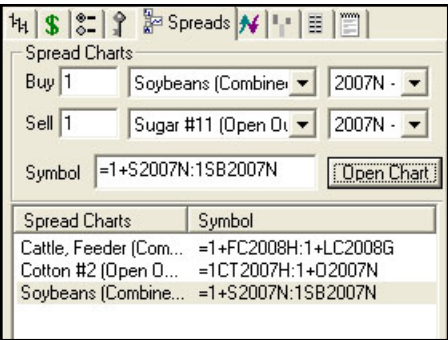 Spreads
Spread Charts
Buy 1 Soybeans (Combine 2007N -
Sell 1 Sugar #11 (Open Ou 2007N -
Symbol =1+S2007N:1SB2007N Open Chart
Spread Charts Symbol
Cattle, Feeder (Com... =1+FC2008H:1+LC2008G
Cotton #2 (Open O... =1CT2007H:1+O2007N
Soybeans (Combine... =1+S2007N:1SB2007N